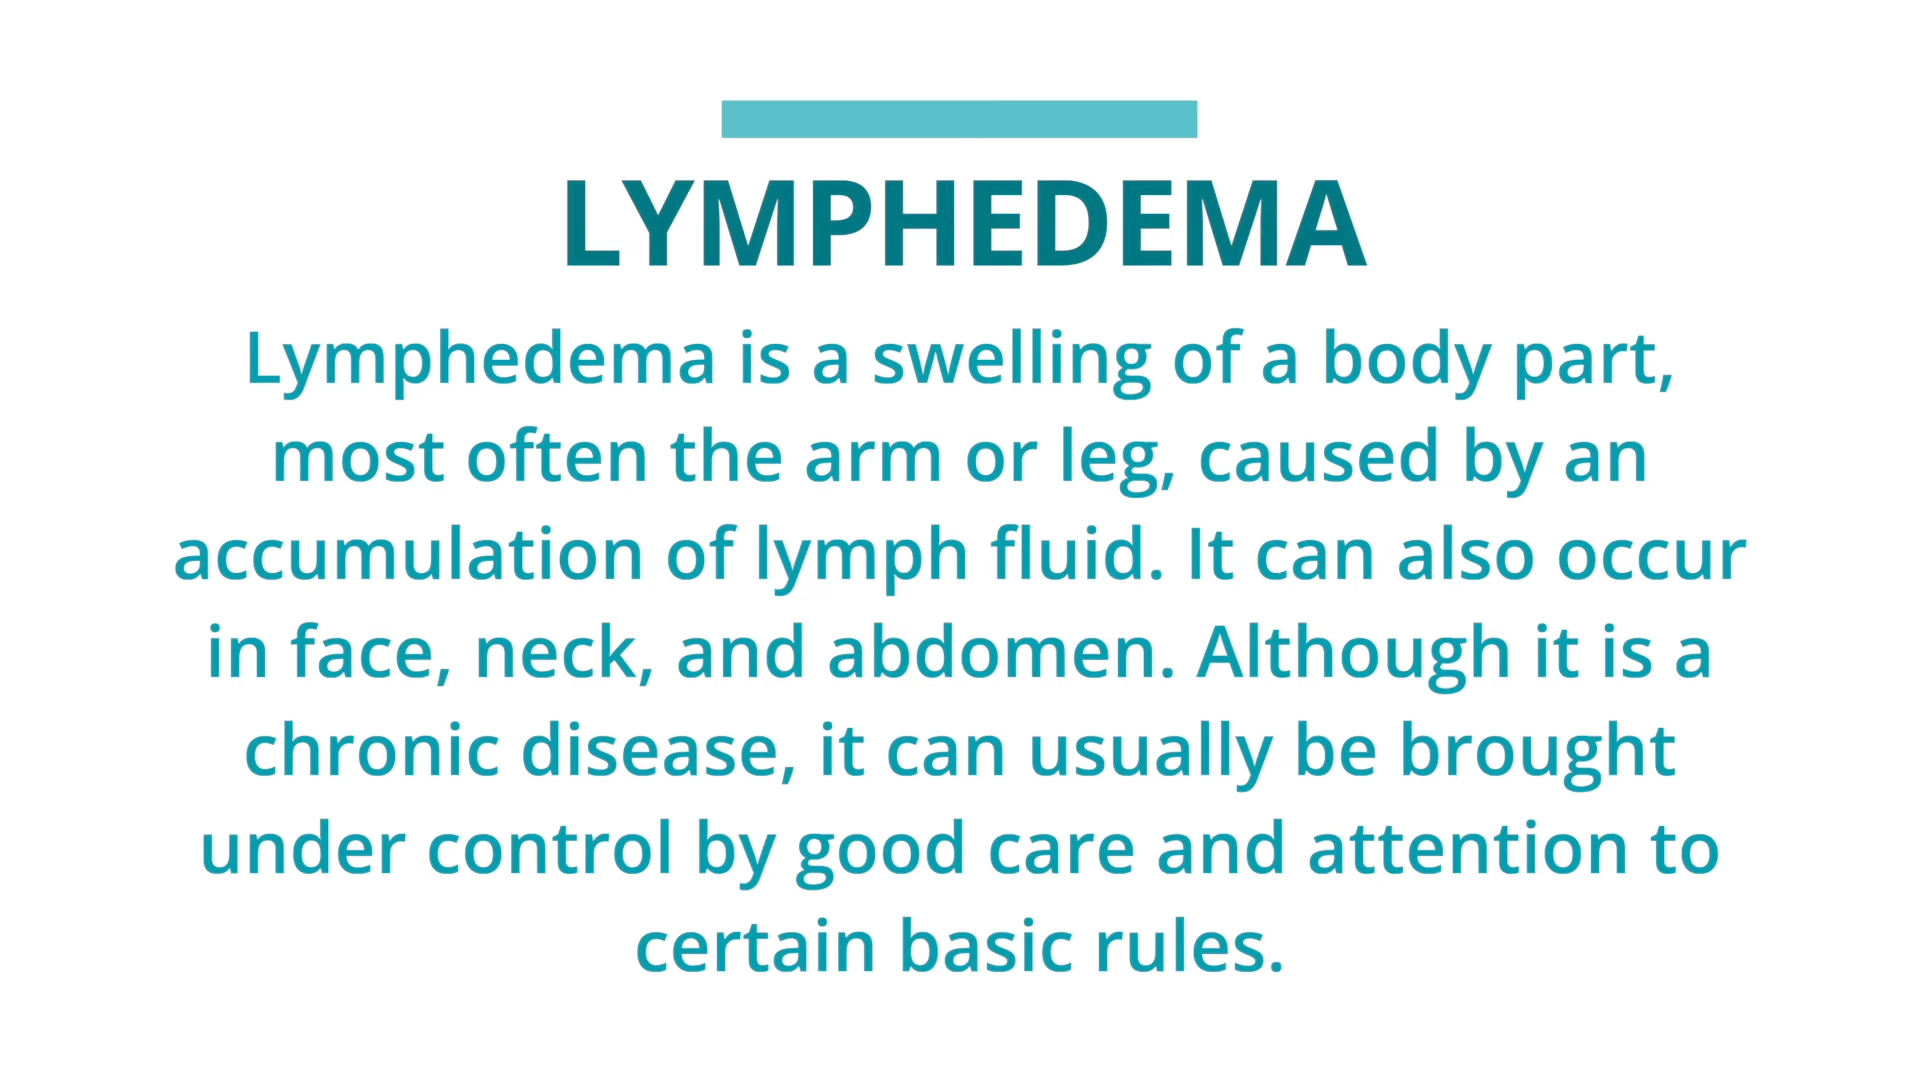 LYMPHEDEMA
Lymphedema is a swelling of a body part,
most often the arm or leg, caused by an
accumulation of lymph fluid. It can also occur
in face, neck, and abdomen. Although it is a
chronic disease, it can usually be brought
under control by good care and attention to
certain basic rules.